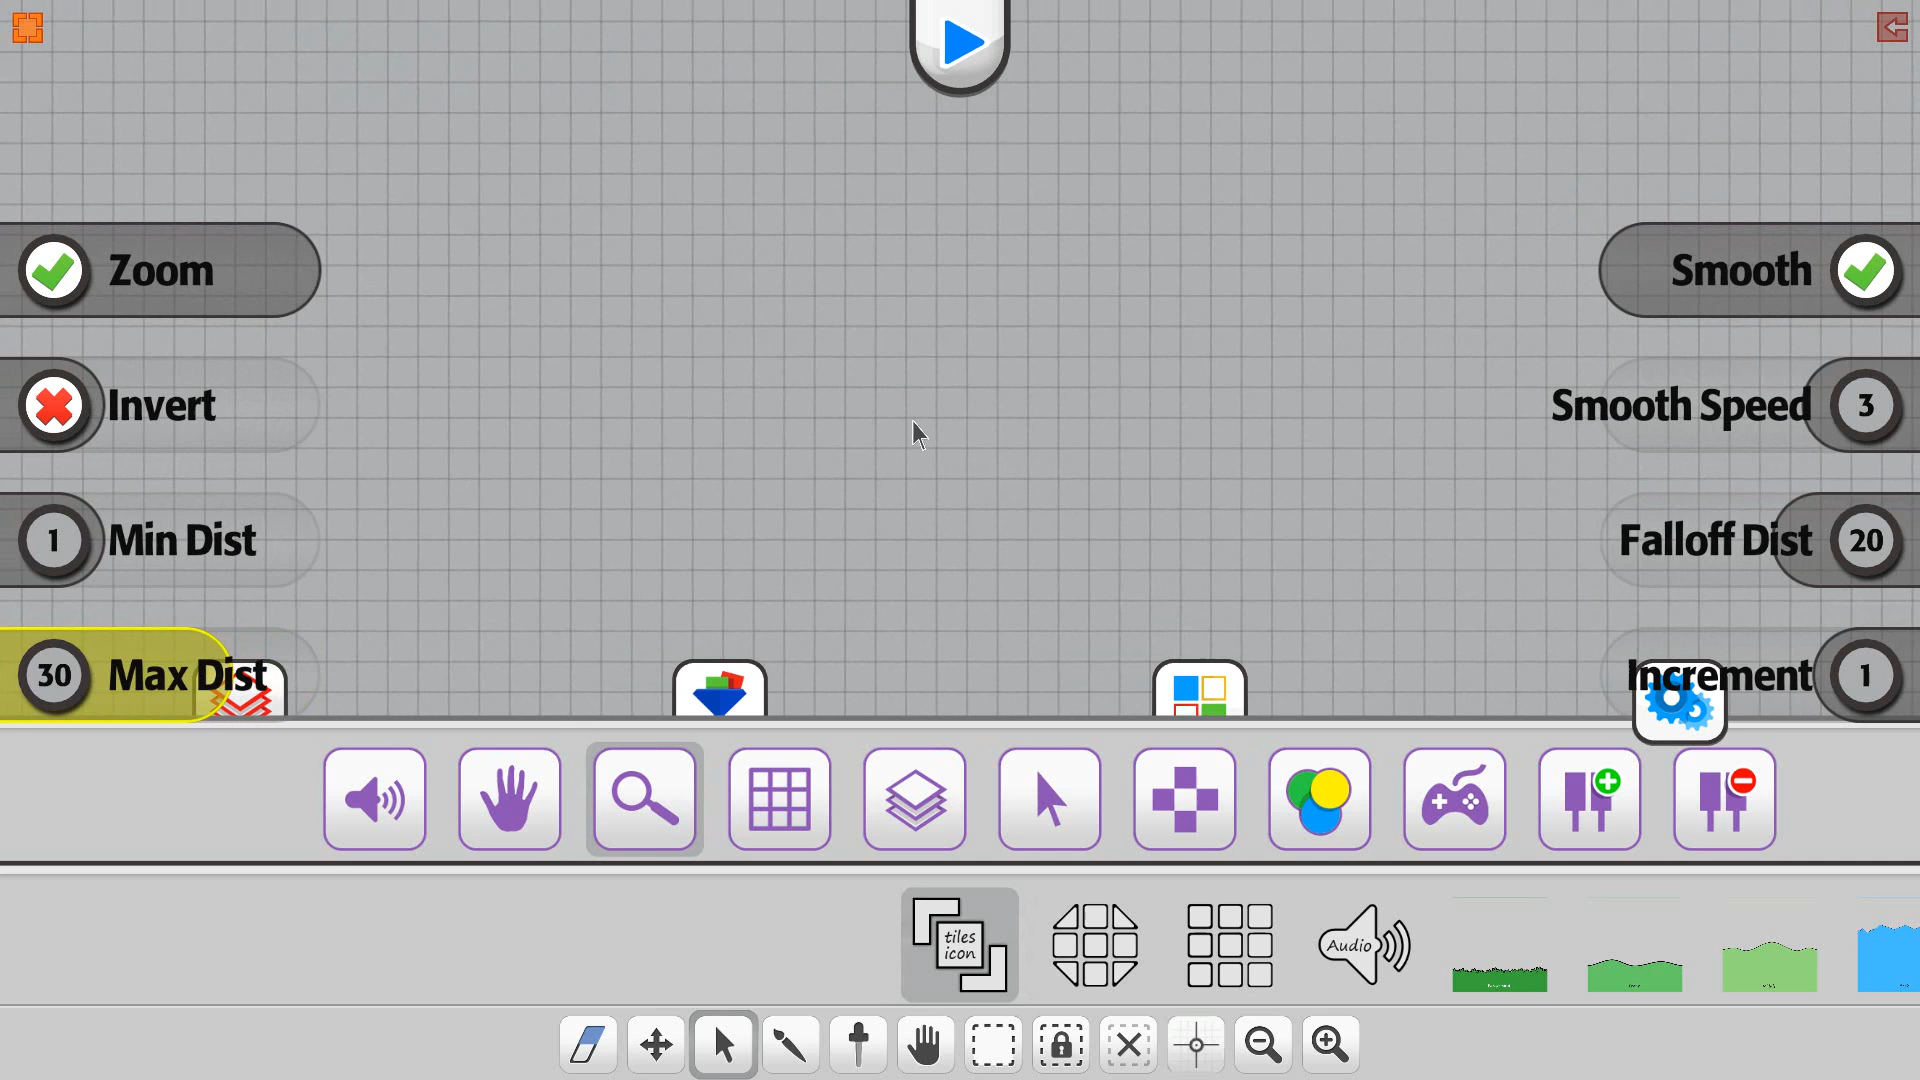 Zoom
Smooth
Invert
Smooth Speed
3
1
Min Dist
Falloff Dist
20
30
Max Dist
Increment
1
tiles
icon
Audio